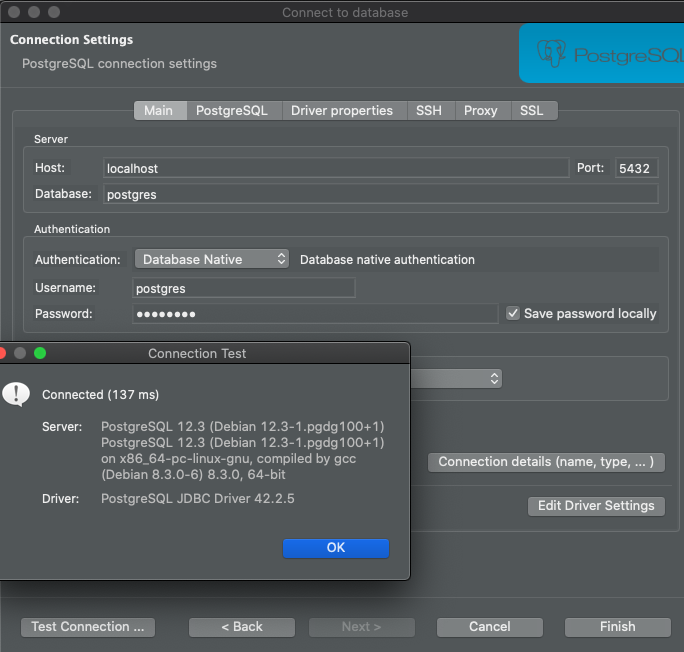 Connect to database
Connection Settings
PostgreSQL connection settings
PostgreSQL
Main PostgreSQL Driver properties SSH Proxy SSL
Server
Host: localhost Port: 5432
Database: postgres
Authentication
Authentication: Database Native Database native authentication
Username: postgres
Password: •••••••• Save password locally
Connection Test
Connected (137 ms)
Server: PostgreSQL 12.3 (Debian 12.3-1.pgdg100+1)
PostgreSQL 12.3 (Debian 12.3-1.pgdg100+1)
on x86_64-pc-linux-gnu, compiled by gcc
(Debian 8.3.0-6) 8.3.0, 64-bit
Driver: PostgreSQL JDBC Driver 42.2.5
OK
Connection details (name, type, ... )
Edit Driver Settings
Test Connection ... < Back Next > Cancel Finish